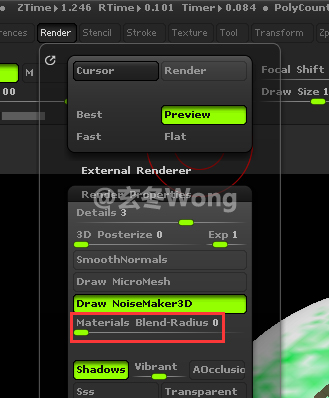 ZTime▸1.246 RTime▸0.101 Timer▸0.084 ● PolyCount
rences Render Stencil Stroke Texture Tool Transform Zp
M Cursor Render Focal Shift
00 Draw Size 1
Best Preview
Fast Flat
External Renderer
@玄冬Wong
Render Properties
Details 3
3D Posterize 0 Exp 1
SmoothNormals
Draw MicroMesh
Draw NoiseMaker3D
Materials Blend-Radius 0
Shadows Vibrant AOcclusio
Sss Transparent